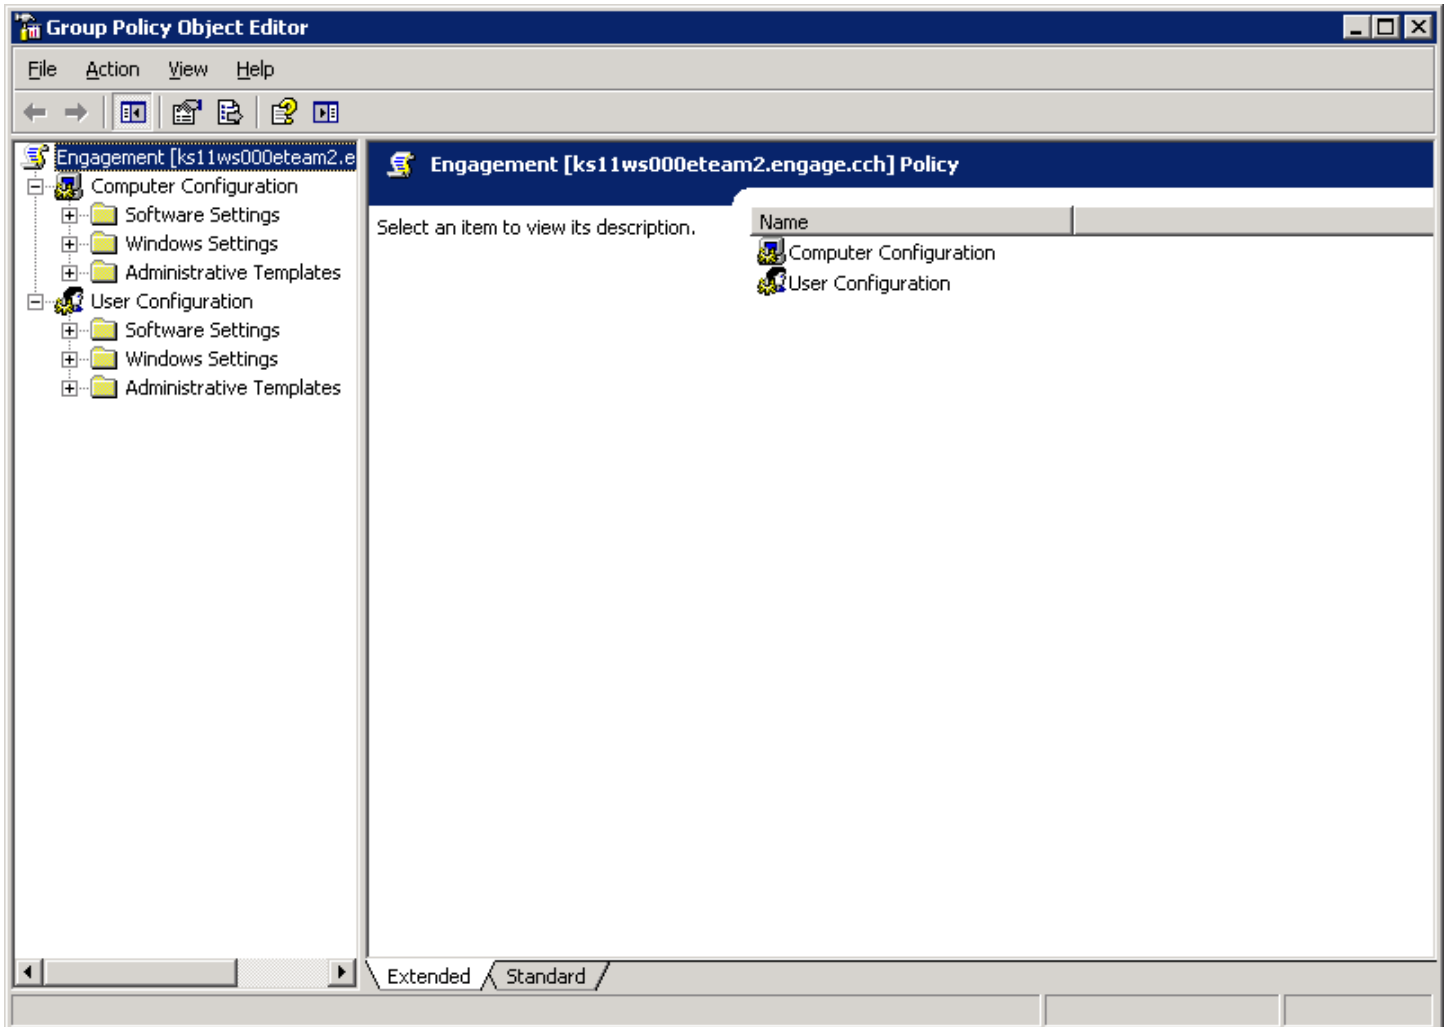 Group Policy Object Editor
File Action View Help
Engagement [ks11ws000eteam2.e
Computer Configuration
Software Settings
Windows Settings
Administrative Templates
User Configuration
Software Settings
Windows Settings
Administrative Templates
Engagement [ks11ws000eteam2.engage.cch] Policy
Select an item to view its description.
Name
Computer Configuration
User Configuration
Extended Standard